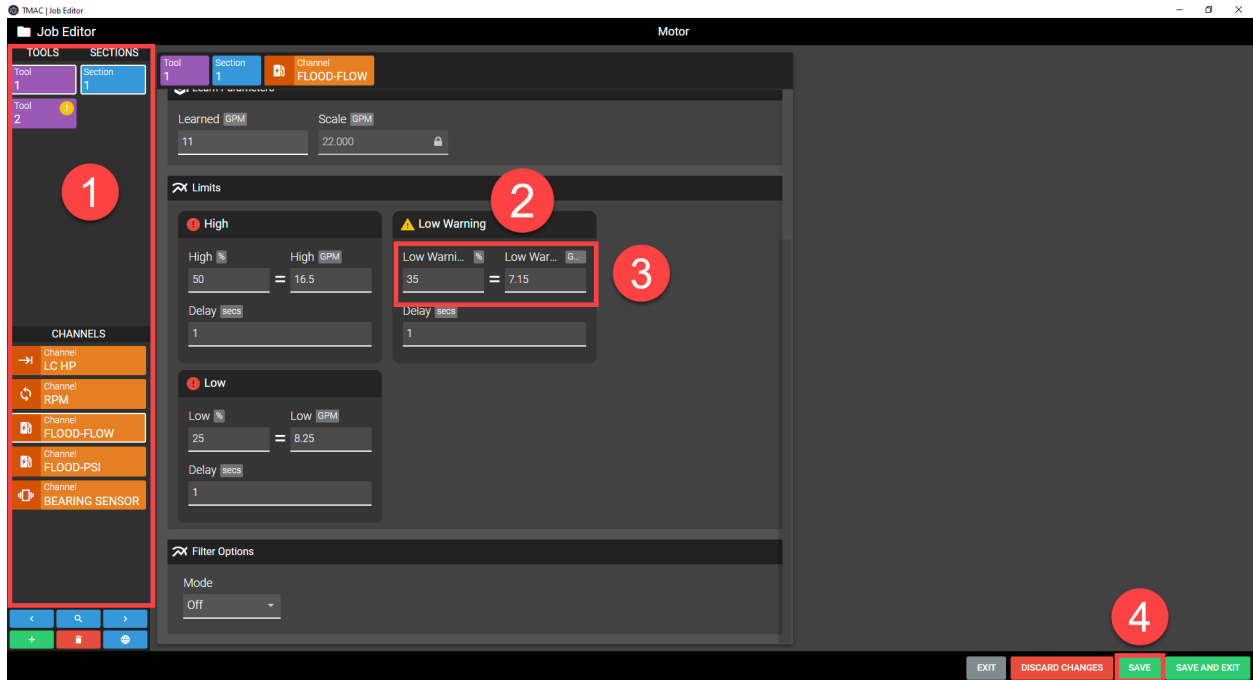 TMAC | Job Editor
Job Editor
Motor
TOOLS SECTIONS
Tool
1
Section
1
Tool
2
1
CHANNELS
Channel
LC HP
Channel
RPM
Channel
FLOOD-FLOW
Channel
FLOOD-PSI
Channel
BEARING SENSOR
Tool
1
Section
1
Channel
FLOOD-FLOW
Learn Parameters
Learned GPM Scale GPM
11 22.000
Limits
2
High
High % High GPM
50 = 16.5
Delay secs
1
Low Warning
Low Warni... % Low War... G...
35 = 7.15
3
Delay secs
1
Low
Low % Low GPM
25 = 8.25
Delay secs
1
Filter Options
Mode
Off
4
EXIT DISCARD CHANGES SAVE SAVE AND EXIT